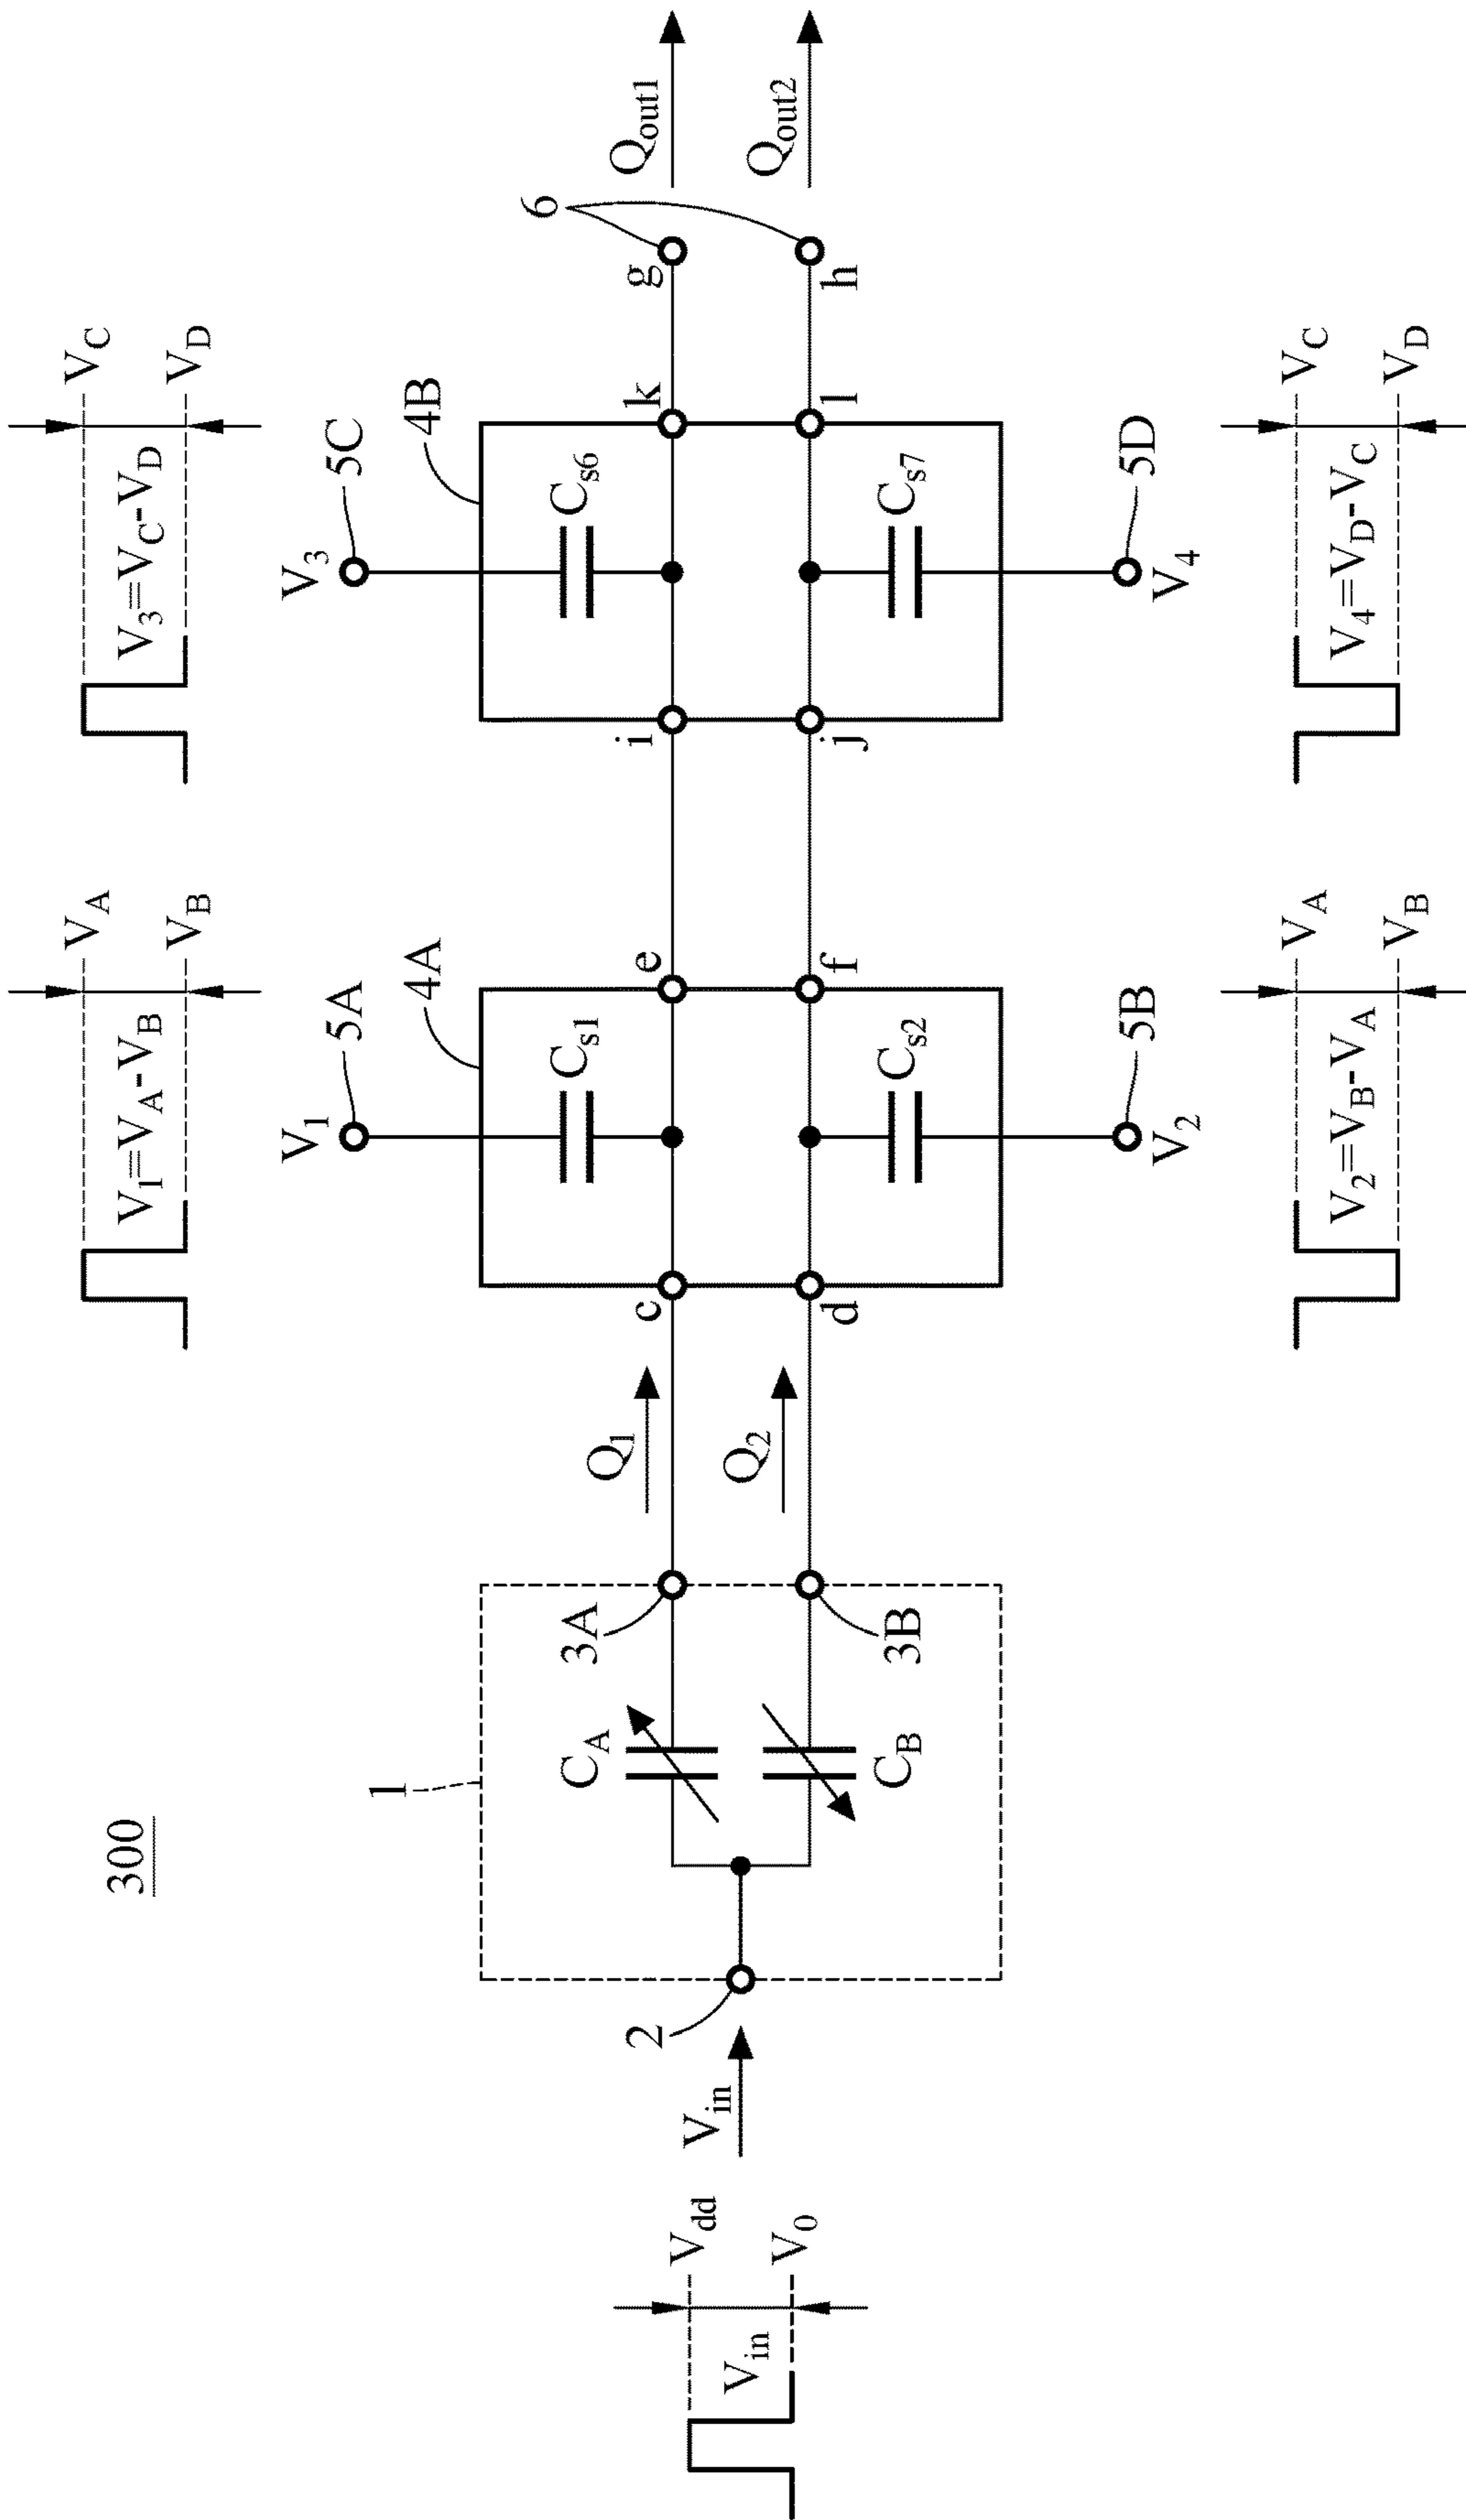 300
V_A
V_1=V_A-V_B
V_B
V_C
V_3=V_C-V_D
V_D
V_1
5A
V_3
5C
1
4A
4B
C_A
3A
C_s1
C_s6
6
V_dd
V_in
V_0
V_in
2
Q_1
c
e
i
k
g
Q_out1
Q_2
d
f
j
l
h
Q_out2
C_B
3B
C_s2
C_s7
V_2
5B
V_4
5D
V_A
V_2=V_B-V_A
V_B
V_C
V_4=V_D-V_C
V_D